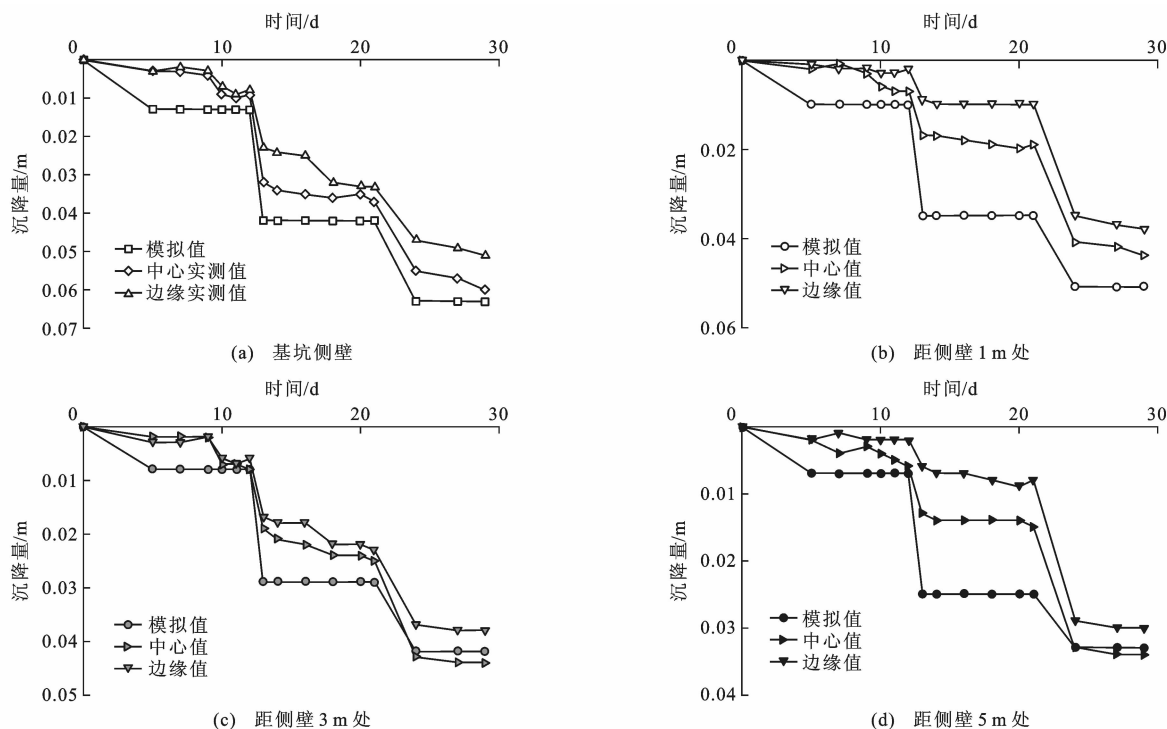 时间/d
0 10 20 30
0.01
0.02
0.03
0.04
0.05
0.06
0.07
沉降量/m
模拟值
中心实测值
边缘实测值
(a) 基坑侧壁
时间/d
0 10 20 30
0.02
0.04
0.06
沉降量/m
模拟值
中心值
边缘值
(b) 距侧壁 1 m 处
时间/d
0 10 20 30
0.01
0.02
0.03
0.04
0.05
沉降量/m
模拟值
中心值
边缘值
(c) 距侧壁 3 m 处
时间/d
0 10 20 30
0.01
0.02
0.03
0.04
沉降量/m
模拟值
中心值
边缘值
(d) 距侧壁 5 m 处